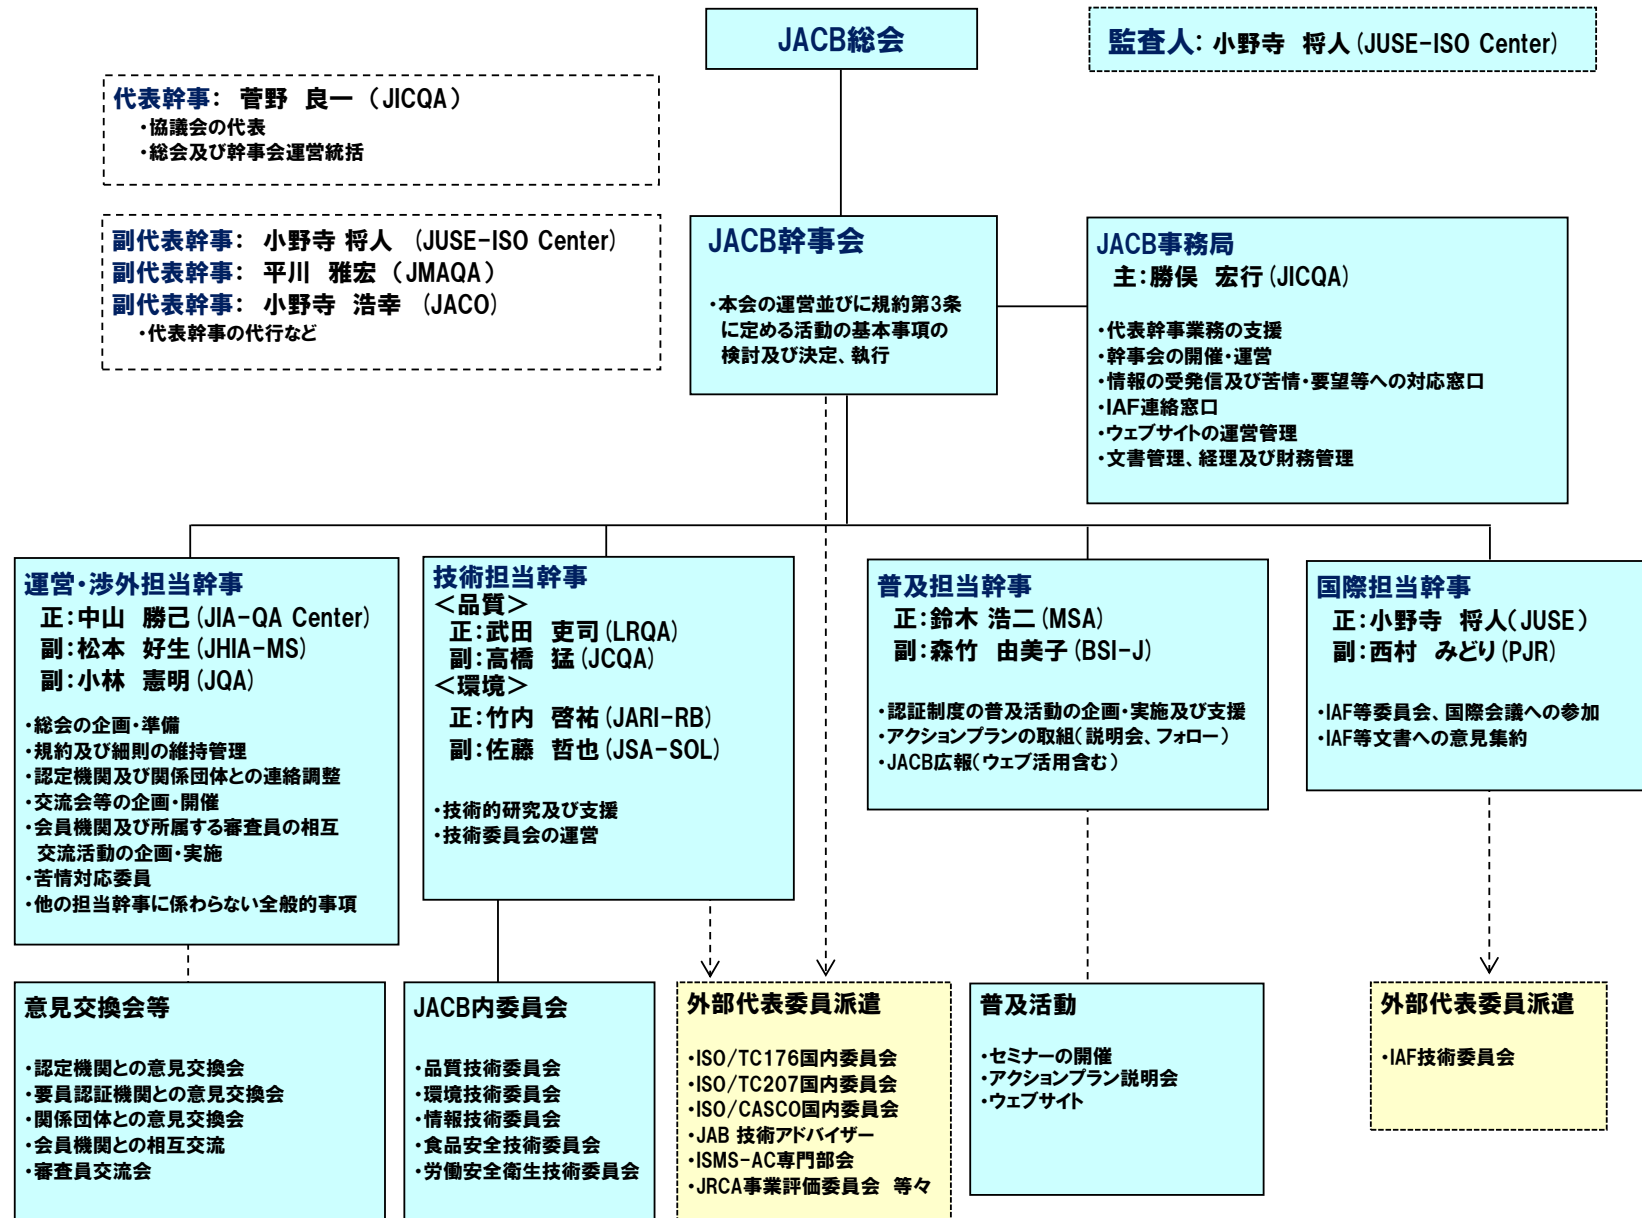 JACB総会
監査人: 小野寺 将人(JUSE-ISO Center)
代表幹事: 菅野 良一 (JICQA)
・協議会の代表
・総会及び幹事会運営統括
副代表幹事: 小野寺 将人 (JUSE-ISO Center)
副代表幹事: 平川 雅宏 (JMAQA)
副代表幹事: 小野寺 浩幸 (JACO)
・代表幹事の代行など
JACB幹事会
・本会の運営並びに規約第3条
に定める活動の基本事項の
検討及び決定、執行
JACB事務局
主:勝俣 宏行(JICQA)
・代表幹事業務の支援
・幹事会の開催・運営
・情報の受発信及び苦情・要望等への対応窓口
・IAF連絡窓口
・ウェブサイトの運営管理
・文書管理、経理及び財務管理
運営・渉外担当幹事
正:中山 勝己(JIA-QA Center)
副:松本 好生(JHIA-MS)
副:小林 憲明(JQA)
・総会の企画・準備
・規約及び細則の維持管理
・認定機関及び関係団体との連絡調整
・交流会等の企画・開催
・会員機関及び所属する審査員の相互
交流活動の企画・実施
・苦情対応委員
・他の担当幹事に係わらない全般的事項
技術担当幹事
<品質>
正:武田 吏司(LRQA)
副:高橋 猛(JCQA)
<環境>
正:竹内 啓祐(JARI-RB)
副:佐藤 哲也(JSA-SOL)
・技術的研究及び支援
・技術委員会の運営
普及担当幹事
正:鈴木 浩二(MSA)
副:森竹 由美子(BSI-J)
・認証制度の普及活動の企画・実施及び支援
・アクションプランの取組(説明会、フォロー)
・JACB広報(ウェブ活用含む)
国際担当幹事
正:小野寺 将人(JUSE)
副:西村 みどり(PJR)
・IAF等委員会、国際会議への参加
・IAF等文書への意見集約
意見交換会等
・認定機関との意見交換会
・要員認証機関との意見交換会
・関係団体との意見交換会
・会員機関との相互交流
・審査員交流会
JACB内委員会
・品質技術委員会
・環境技術委員会
・情報技術委員会
・食品安全技術委員会
・労働安全衛生技術委員会
外部代表委員派遣
・ISO/TC176国内委員会
・ISO/TC207国内委員会
・ISO/CASCO国内委員会
・JAB 技術アドバイザー
・ISMS-AC専門部会
・JRCA事業評価委員会 等々
普及活動
・セミナーの開催
・アクションプラン説明会
・ウェブサイト
外部代表委員派遣
・IAF技術委員会